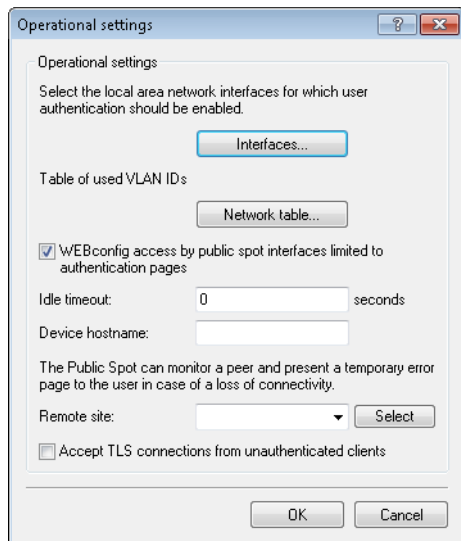 Operational settings
Operational settings
Select the local area network interfaces for which user
authentication should be enabled.
Interfaces...
Table of used VLAN IDs
Network table...
WEBconfig access by public spot interfaces limited to
authentication pages
Idle timeout: 0 seconds
Device hostname:
The Public Spot can monitor a peer and present a temporary error
page to the user in case of a loss of connectivity.
Remote site: Select
Accept TLS connections from unauthenticated clients
OK Cancel